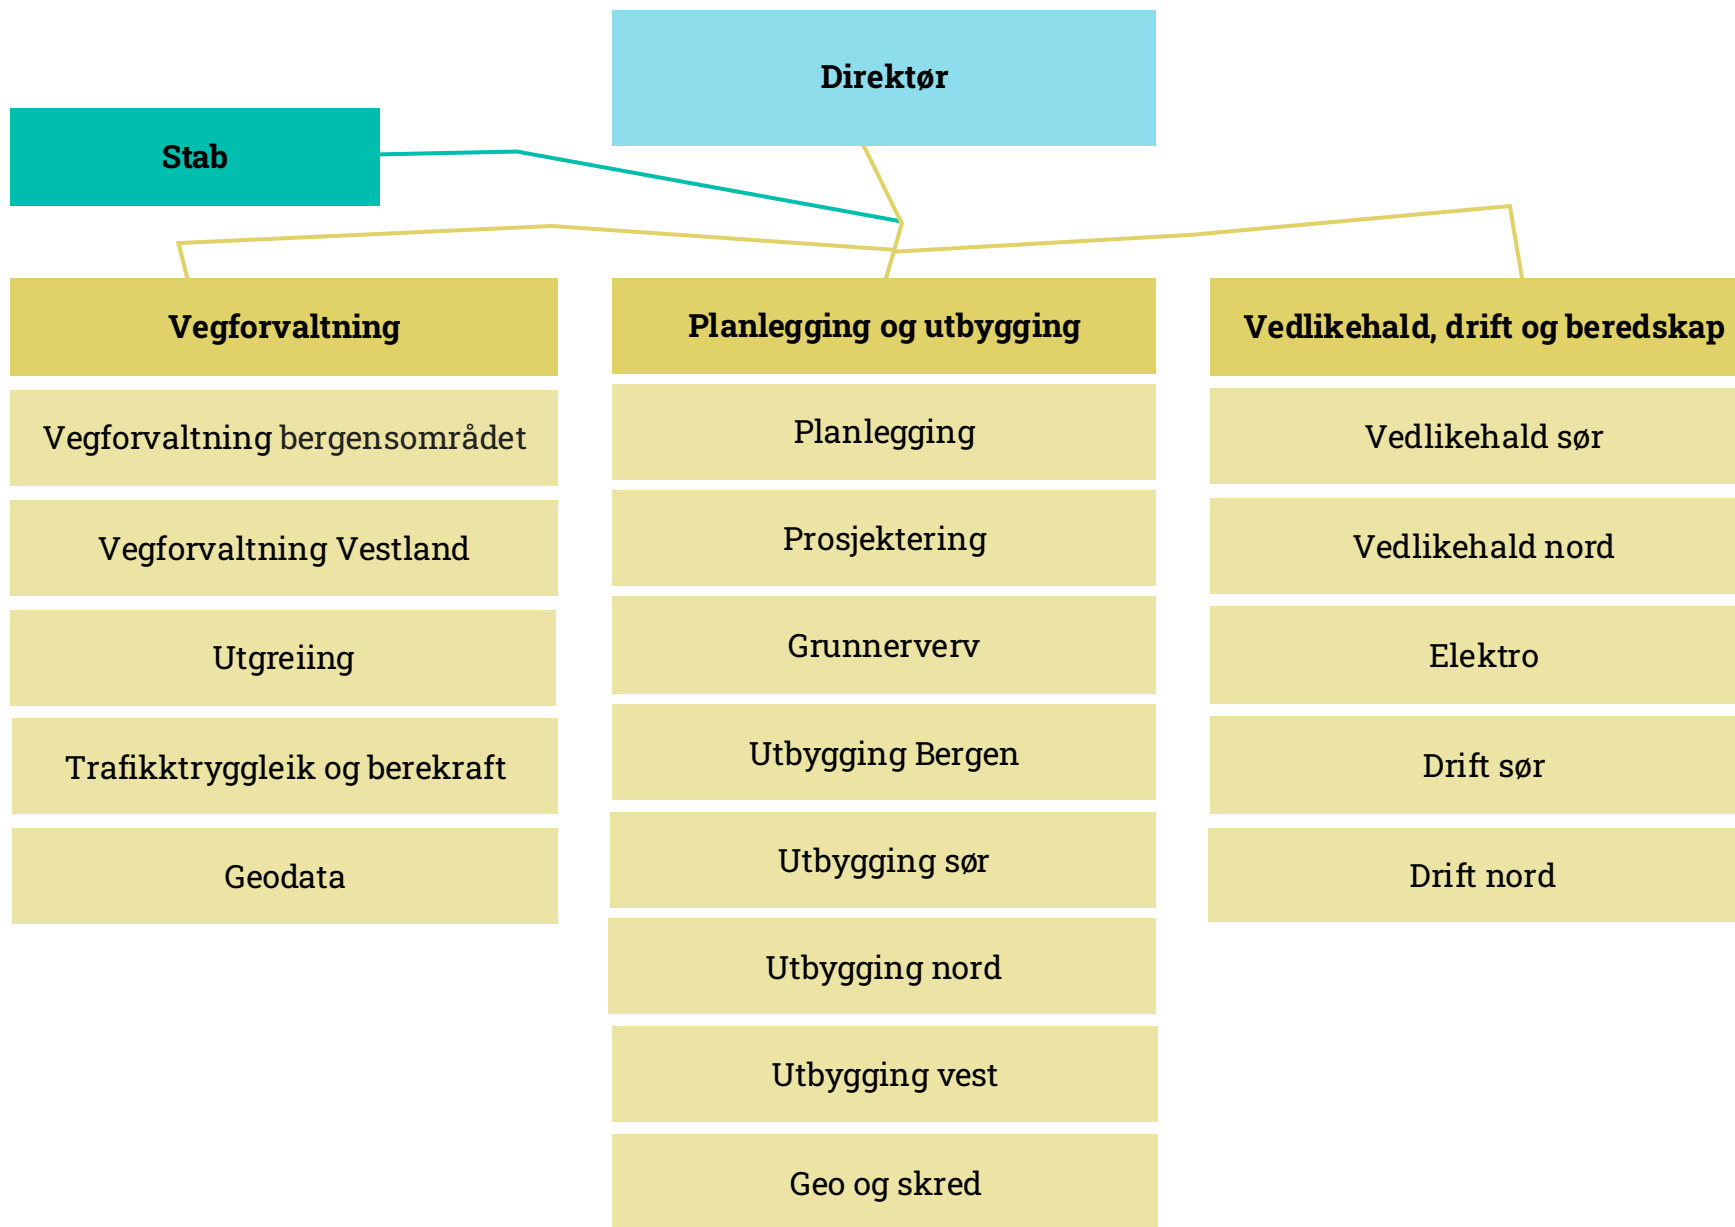 Direktør
Stab
Vegforvaltning
Vegforvaltning bergensområdet
Vegforvaltning Vestland
Utgreiing
Trafikktryggleik og berekraft
Geodata
Planlegging og utbygging
Planlegging
Prosjektering
Grunnerverv
Utbygging Bergen
Utbygging sør
Utbygging nord
Utbygging vest
Geo og skred
Vedlikehald, drift og beredskap
Vedlikehald sør
Vedlikehald nord
Elektro
Drift sør
Drift nord